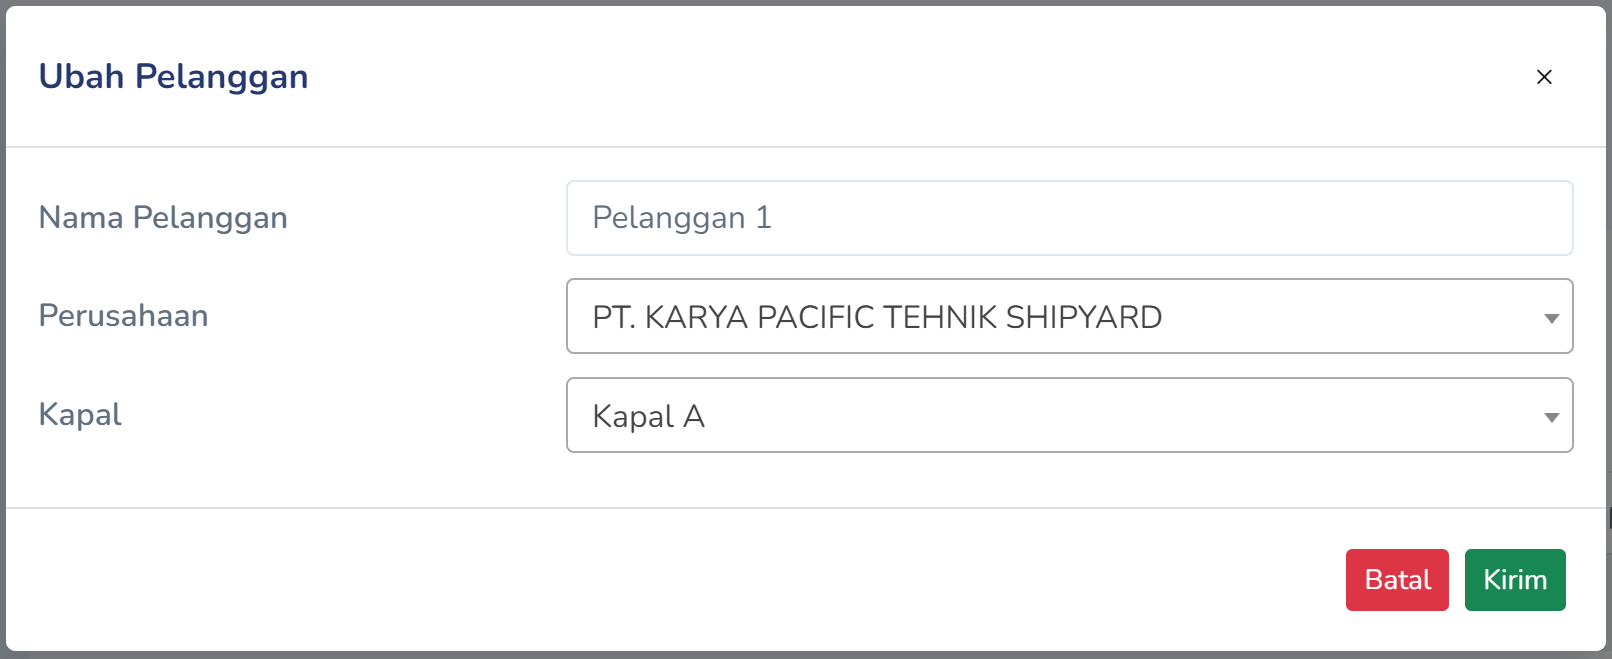 Ubah Pelanggan
Nama Pelanggan
Pelanggan 1
Perusahaan
PT. KARYA PACIFIC TEHNIK SHIPYARD
Kapal
Kapal A
Batal
Kirim